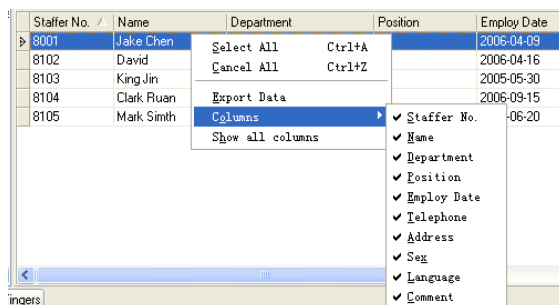 Staffer No. Name Department Position Employ Date
8001 Jake Chen 2006-04-09
8102 David 2006-04-16
8103 King Jin 2005-05-30
8104 Clark Ruan 2006-09-15
8105 Mark Simth -06-20
Select All Ctrl+A
Cancel All Ctrl+Z
Export Data
Columns
Show all columns
Staffer No.
Name
Department
Position
Employ Date
Telephone
Address
Sex
Language
Comment
ingers